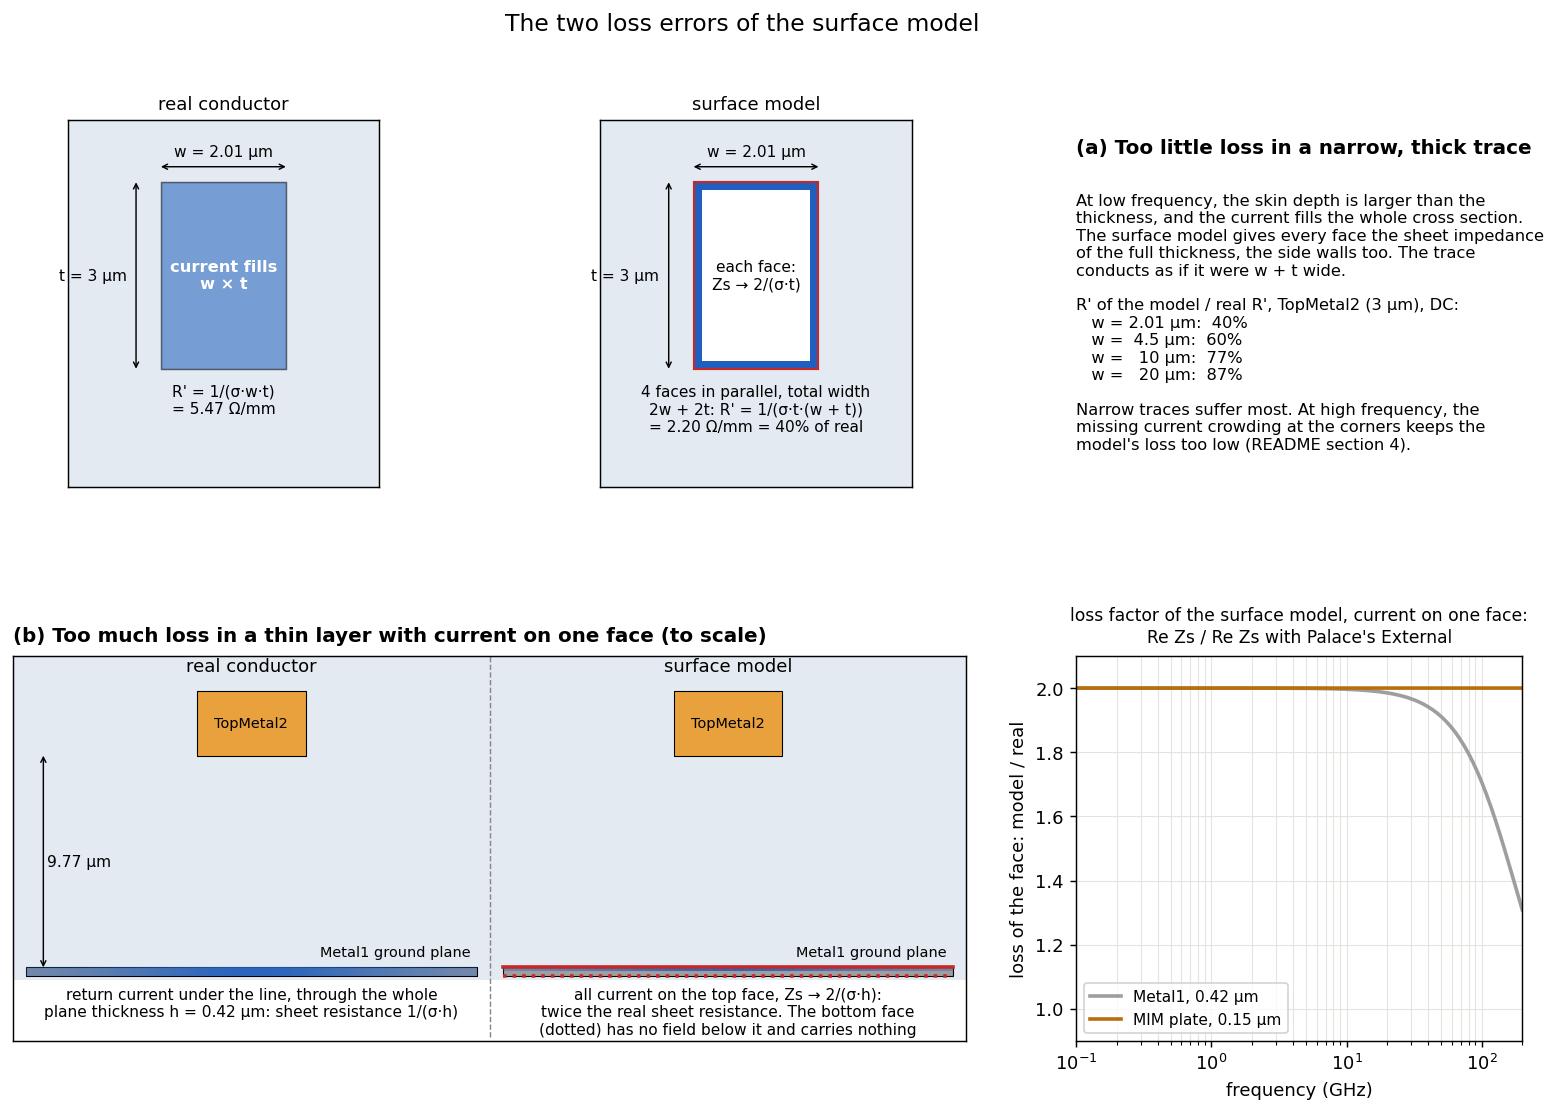 The two loss errors of the surface model
real conductor
w = 2.01 µm
t = 3 µm
current fills
w × t
R' = 1/(σ·w·t)
= 5.47 Ω/mm
surface model
w = 2.01 µm
t = 3 µm
each face:
Zs → 2/(σ·t)
4 faces in parallel, total width
2w + 2t: R' = 1/(σ·t·(w + t))
= 2.20 Ω/mm = 40% of real
(a) Too little loss in a narrow, thick trace
At low frequency, the skin depth is larger than the
thickness, and the current fills the whole cross section.
The surface model gives every face the sheet impedance
of the full thickness, the side walls too. The trace
conducts as if it were w + t wide.
R' of the model / real R', TopMetal2 (3 µm), DC:
w = 2.01 µm:  40%
w =  4.5 µm:  60%
w =   10 µm:  77%
w =   20 µm:  87%
Narrow traces suffer most. At high frequency, the
missing current crowding at the corners keeps the
model's loss too low (README section 4).
(b) Too much loss in a thin layer with current on one face (to scale)
real conductor
TopMetal2
9.77 µm
Metal1 ground plane
return current under the line, through the whole
plane thickness h = 0.42 µm: sheet resistance 1/(σ·h)
surface model
TopMetal2
Metal1 ground plane
all current on the top face, Zs → 2/(σ·h):
twice the real sheet resistance. The bottom face
(dotted) has no field below it and carries nothing
loss factor of the surface model, current on one face:
Re Zs / Re Zs with Palace's External
loss of the face: model / real
2.0
1.8
1.6
1.4
1.2
1.0
Metal1, 0.42 µm
MIM plate, 0.15 µm
10⁻¹
10⁰
10¹
10²
frequency (GHz)